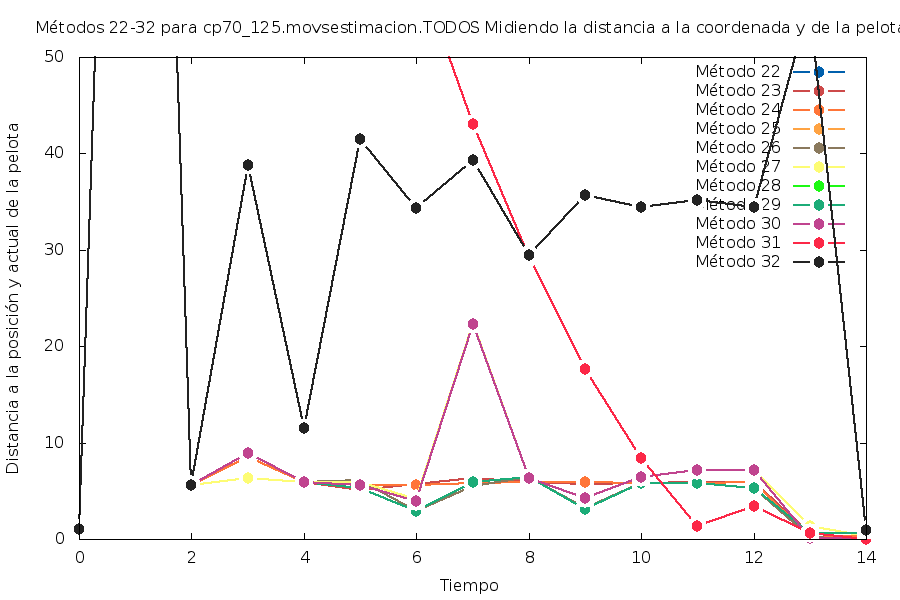 Métodos 22-32 para cp70_125.movsestimacion.TODOS Midiendo la distancia a la coordenada y de la pelota
Distancia a la posición y actual de la pelota
50
40
30
20
10
0
Método 22
Método 23
Método 24
Método 25
Método 26
Método 27
Método 28
Método 29
Método 30
Método 31
Método 32
0 2 4 6 8 10 12 14
Tiempo